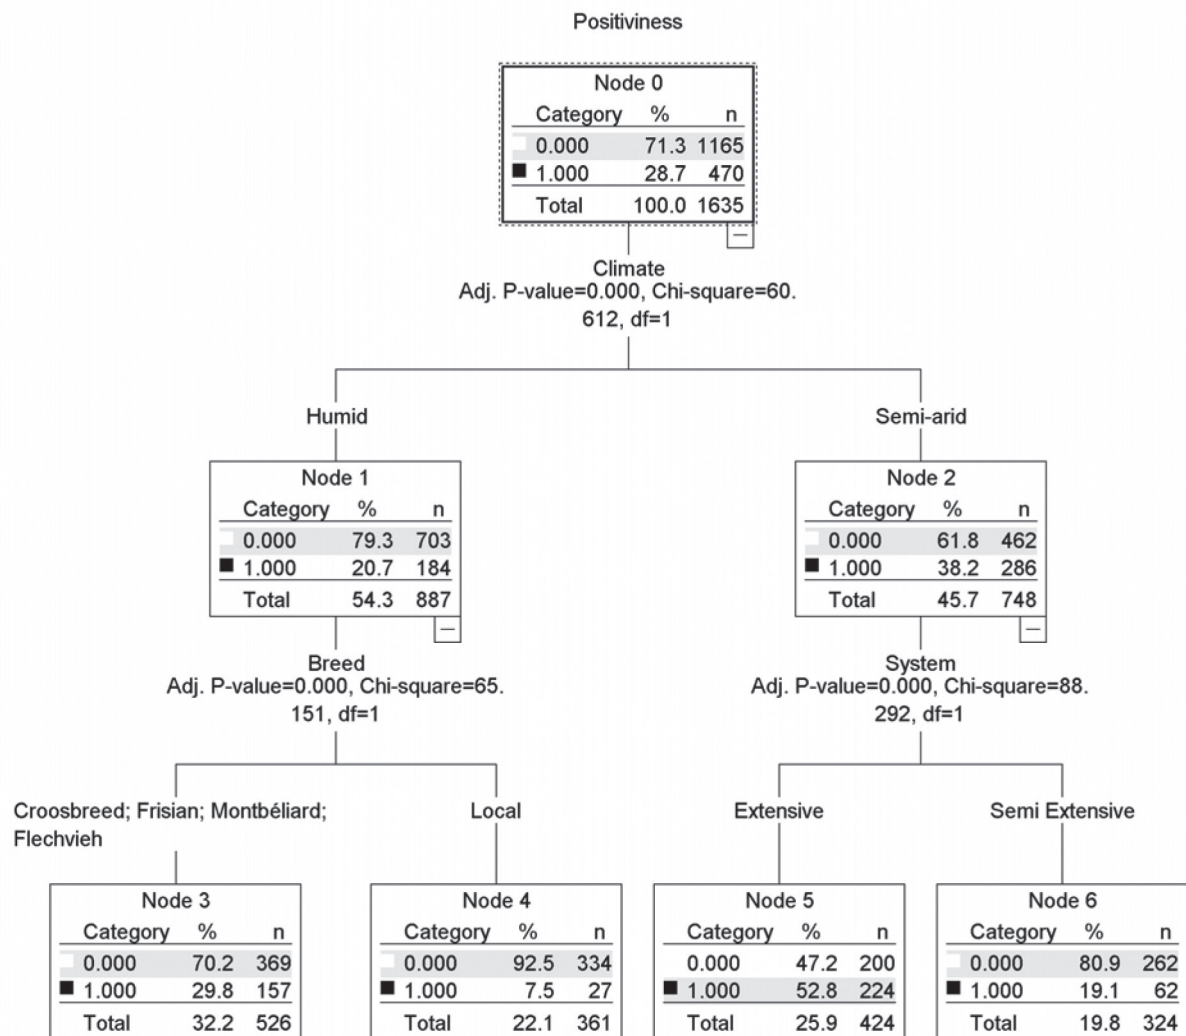 Positiviness
Node 0
Category % n
0.000 71.3 1165
1.000 28.7 470
Total 100.0 1635
Climate
Adj. P-value=0.000, Chi-square=60.
612, df=1
Humid
Semi-arid
Node 1
Category % n
0.000 79.3 703
1.000 20.7 184
Total 54.3 887
Node 2
Category % n
0.000 61.8 462
1.000 38.2 286
Total 45.7 748
Breed
Adj. P-value=0.000, Chi-square=65.
151, df=1
System
Adj. P-value=0.000, Chi-square=88.
292, df=1
Croosbreed; Frisian; Montbéliard;
Flechvieh
Local
Extensive
Semi Extensive
Node 3
Category % n
0.000 70.2 369
1.000 29.8 157
Total 32.2 526
Node 4
Category % n
0.000 92.5 334
1.000 7.5 27
Total 22.1 361
Node 5
Category % n
0.000 47.2 200
1.000 52.8 224
Total 25.9 424
Node 6
Category % n
0.000 80.9 262
1.000 19.1 62
Total 19.8 324